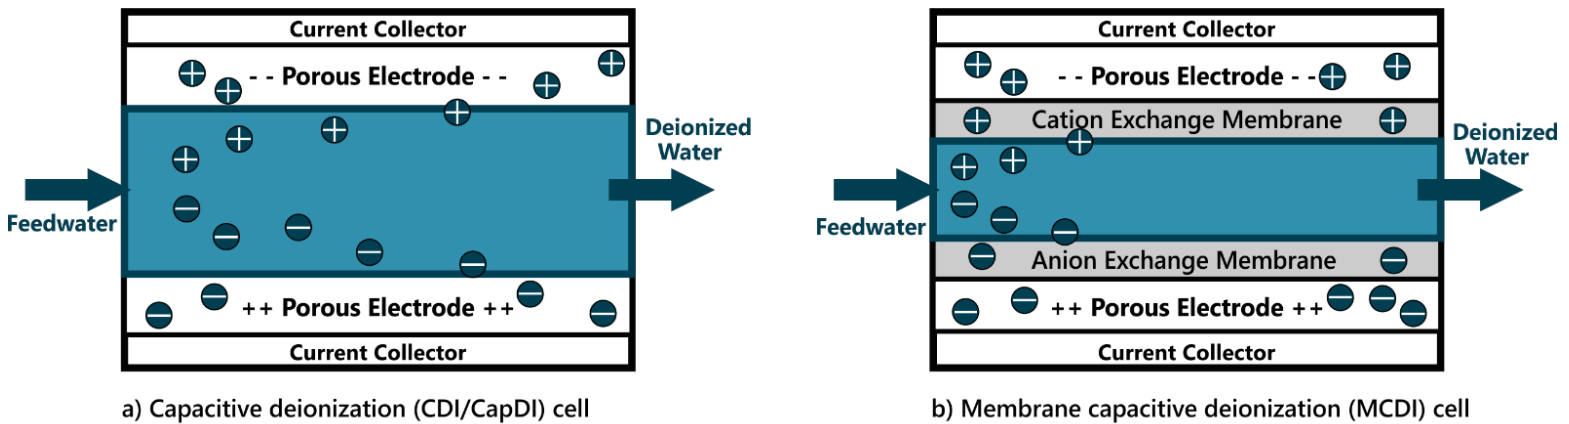 Current Collector
- - Porous Electrode - -
Feedwater
Deionized
Water
++ Porous Electrode ++
Current Collector
a) Capacitive deionization (CDI/CapDI) cell
Current Collector
- - Porous Electrode - -
Cation Exchange Membrane
Feedwater
Deionized
Water
Anion Exchange Membrane
++ Porous Electrode ++
Current Collector
b) Membrane capacitive deionization (MCDI) cell